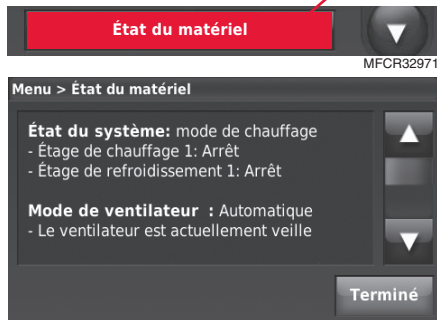 État du matériel
MFCR32971
Menu > État du matériel
État du système: mode de chauffage
- Étage de chauffage 1: Arrêt
- Étage de refroidissement 1: Arrêt
Mode de ventilateur : Automatique
- Le ventilateur est actuellement veille
Terminé